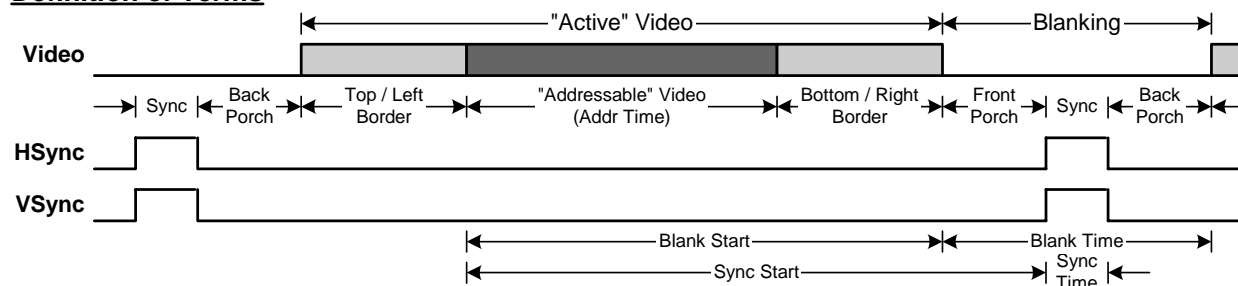 Definition of Terms
"Active" Video
Blanking
Video
Sync
Back
Porch
Top / Left
Border
"Addressable" Video
(Addr Time)
Bottom / Right
Border
Front
Porch
Sync
Back
Porch
HSync
VSync
Blank Start
Blank Time
Sync Start
Sync
Time